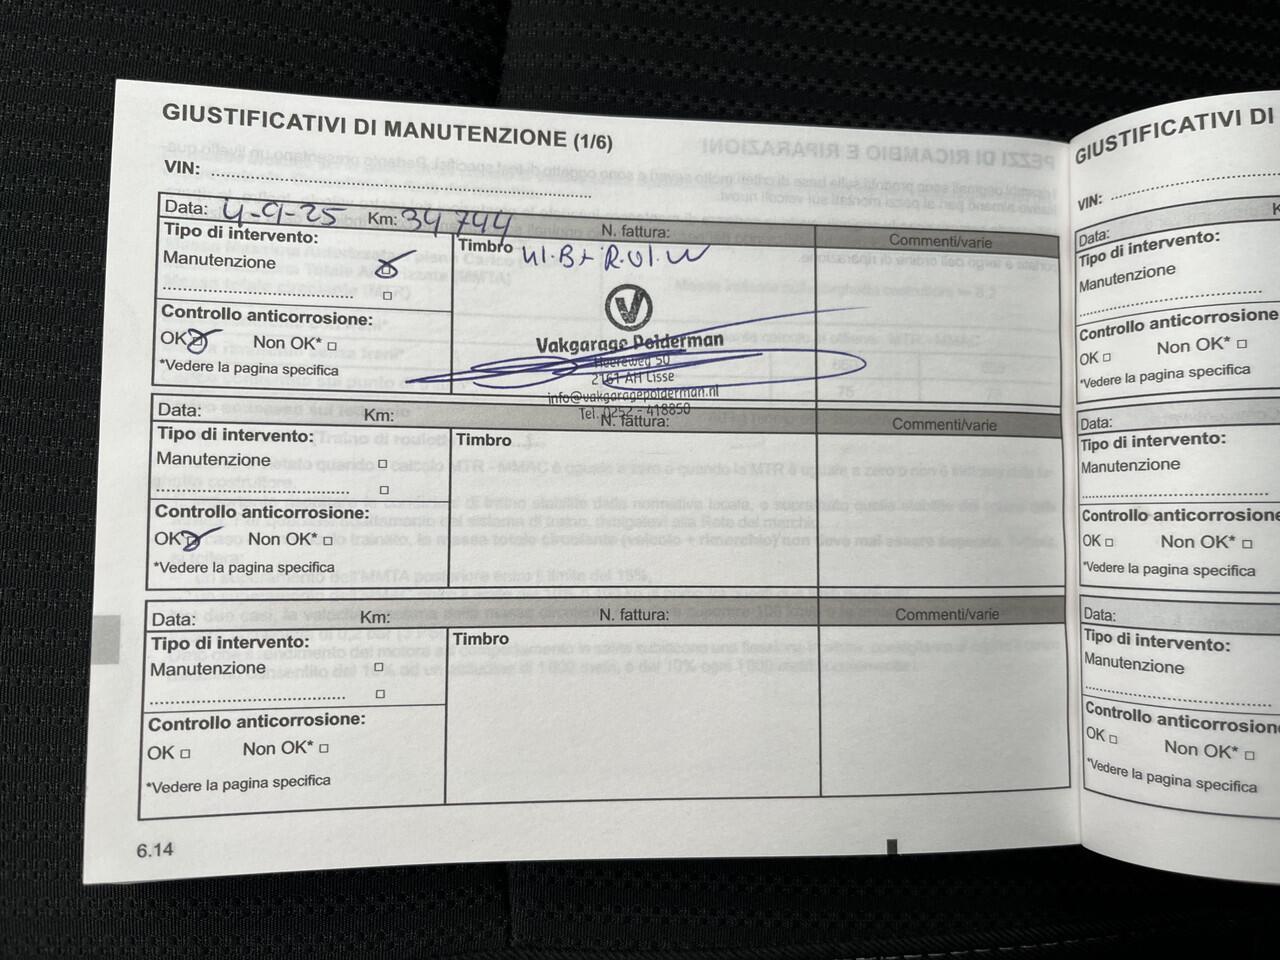 GIUSTIFICATIVI DI MANUTENZIONE (1/6)
VIN:
Data: 4-9-25 Km: 34744 N. fattura: Commenti/varie
Tipo di intervento: Timbro
Manutenzione
Controllo anticorrosione:
OK Non OK*
*Vedere la pagina specifica
Vakgarage Polderman
Heereweg 50
2161 AH Lisse
info@vakgaragepolderman.nl
Tel. 0252 - 418850
Data: Km: N. fattura: Commenti/varie
Tipo di intervento: Timbro
Manutenzione
Controllo anticorrosione:
OK Non OK*
*Vedere la pagina specifica
Data: Km: N. fattura: Commenti/varie
Tipo di intervento: Timbro
Manutenzione
Controllo anticorrosione:
OK Non OK*
*Vedere la pagina specifica
6.14
GIUSTIFICATIVI DI
VIN:
Data:
Tipo di intervento:
Manutenzione
Controllo anticorrosione
OK Non OK*
*Vedere la pagina specifica
Data:
Tipo di intervento:
Manutenzione
Controllo anticorrosione
OK Non OK*
*Vedere la pagina specifica
Data:
Tipo di intervento:
Manutenzione
Controllo anticorrosion
OK Non OK*
*Vedere la pagina specifica